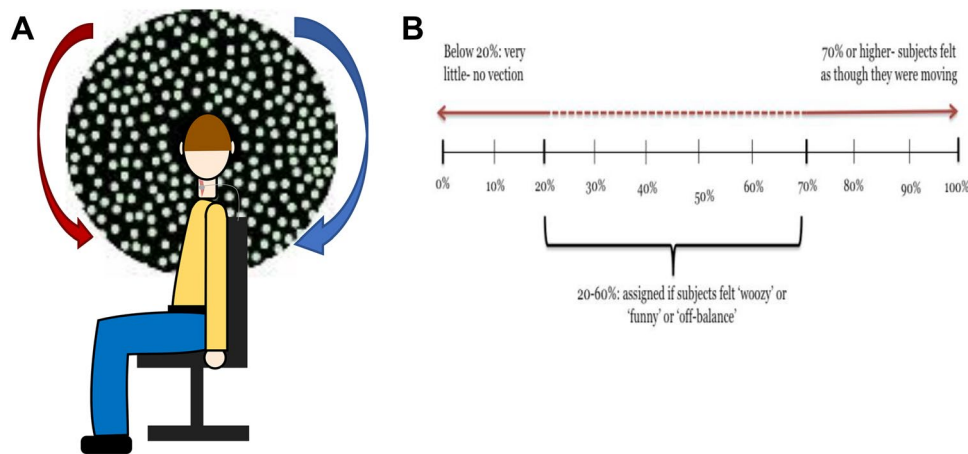 A
B
Below 20%: very
little- no vection
70% or higher- subjects felt
as though they were moving
0% 10% 20% 30% 40% 50% 60% 70% 80% 90% 100%
20-60%: assigned if subjects felt 'woozy' or
'funny' or 'off-balance'